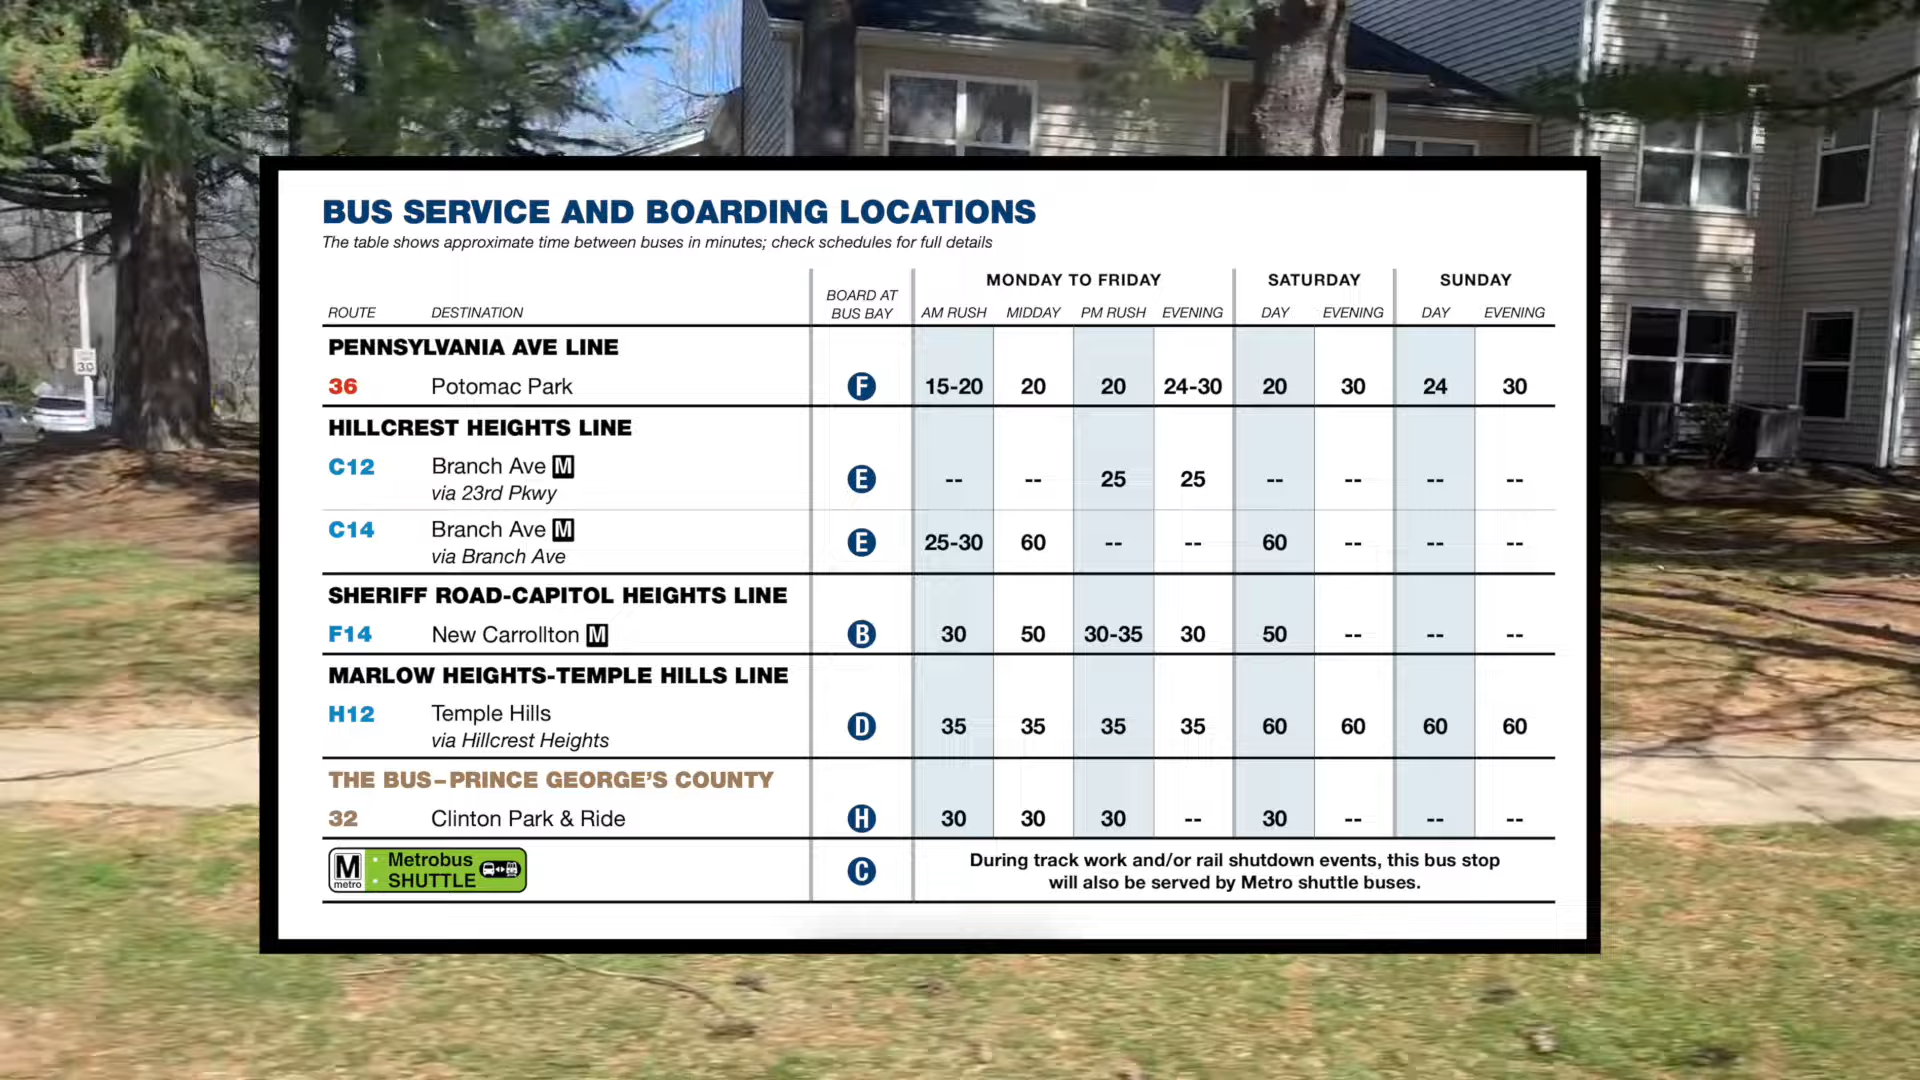 BUS SERVICE AND BOARDING LOCATIONS
The table shows approximate time between buses in minutes; check schedules for full details
MONDAY TO FRIDAY SATURDAY SUNDAY
ROUTE DESTINATION BOARD AT BUS BAY AM RUSH MIDDAY PM RUSH EVENING DAY EVENING DAY EVENING
PENNSYLVANIA AVE LINE
36 Potomac Park F 15-20 20 20 24-30 20 30 24 30
HILLCREST HEIGHTS LINE
C12 Branch Ave M
via 23rd Pkwy E -- -- 25 25 -- -- -- --
C14 Branch Ave M
via Branch Ave E 25-30 60 -- -- 60 -- -- --
SHERIFF ROAD-CAPITOL HEIGHTS LINE
F14 New Carrollton M B 30 50 30-35 30 50 -- -- --
MARLOW HEIGHTS-TEMPLE HILLS LINE
H12 Temple Hills
via Hillcrest Heights D 35 35 35 35 60 60 60 60
THE BUS–PRINCE GEORGE'S COUNTY
32 Clinton Park & Ride H 30 30 30 -- 30 -- -- --
M metro Metrobus
SHUTTLE C
During track work and/or rail shutdown events, this bus stop
will also be served by Metro shuttle buses.
30